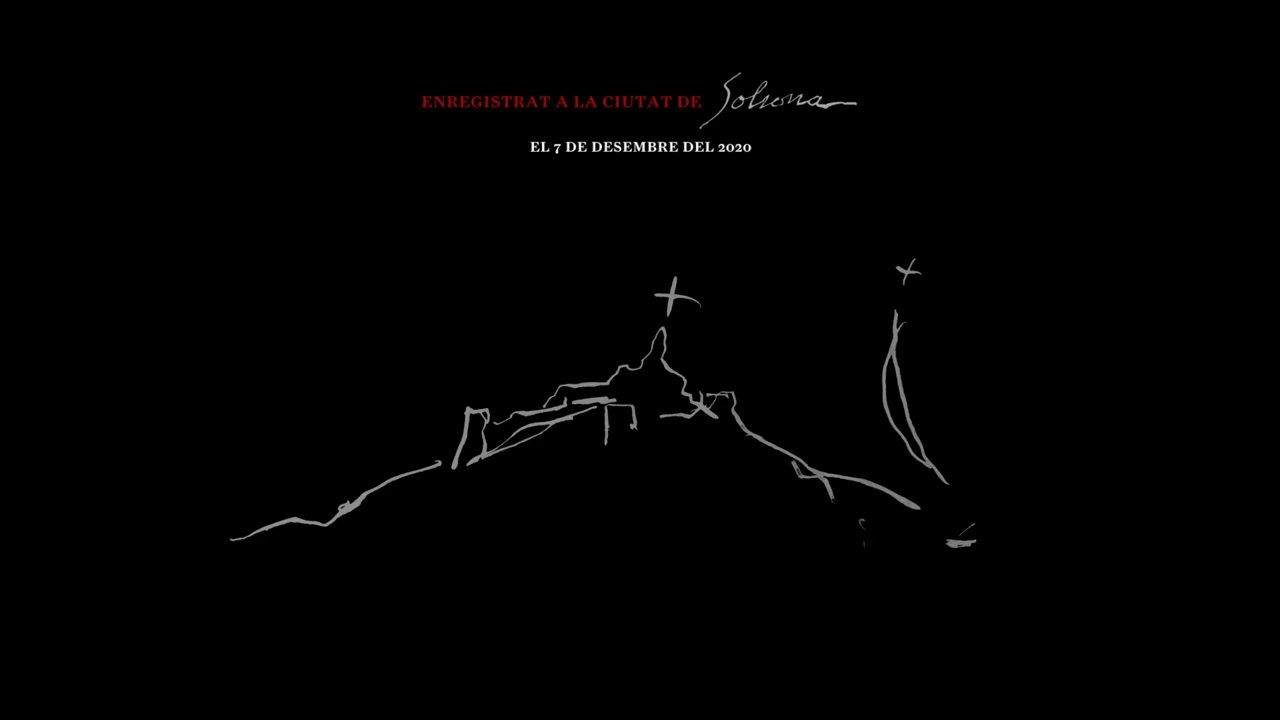 ENREGISTRAT A LA CIUTAT DE Solsona
EL 7 DE DESEMBRE DEL 2020